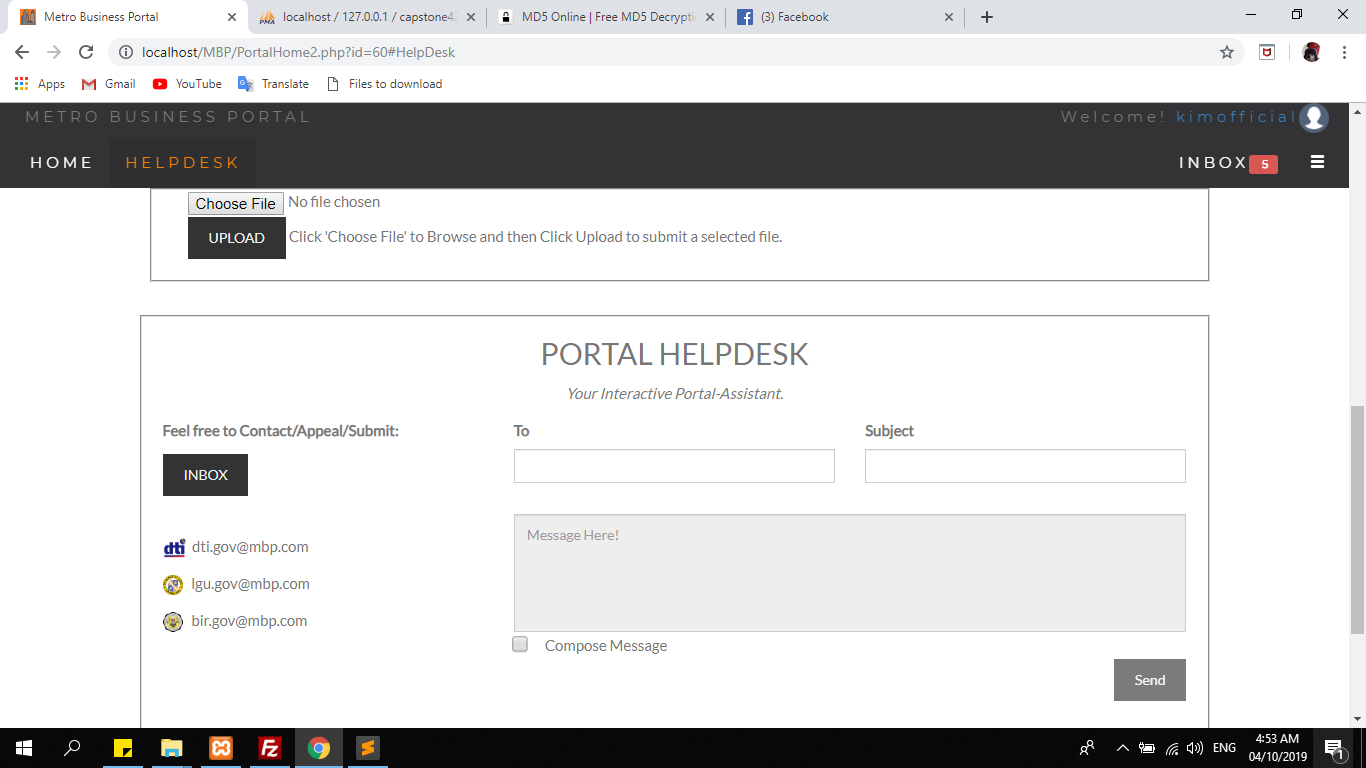 Metro Business Portal
localhost / 127.0.0.1 / capstone42
MD5 Online | Free MD5 Decrypti
(3) Facebook
localhost/MBP/PortalHome2.php?id=60#HelpDesk
Apps Gmail YouTube Translate Files to download
METRO BUSINESS PORTAL Welcome! kimofficial
HOME HELPDESK INBOX 5
Choose File No file chosen
UPLOAD Click 'Choose File' to Browse and then Click Upload to submit a selected file.
PORTAL HELPDESK
Your Interactive Portal-Assistant.
Feel free to Contact/Appeal/Submit: To Subject
INBOX
Message Here!
dti dti.gov@mbp.com
lgu.gov@mbp.com
bir.gov@mbp.com
Compose Message
Send
ENG 4:53 AM
04/10/2019 1